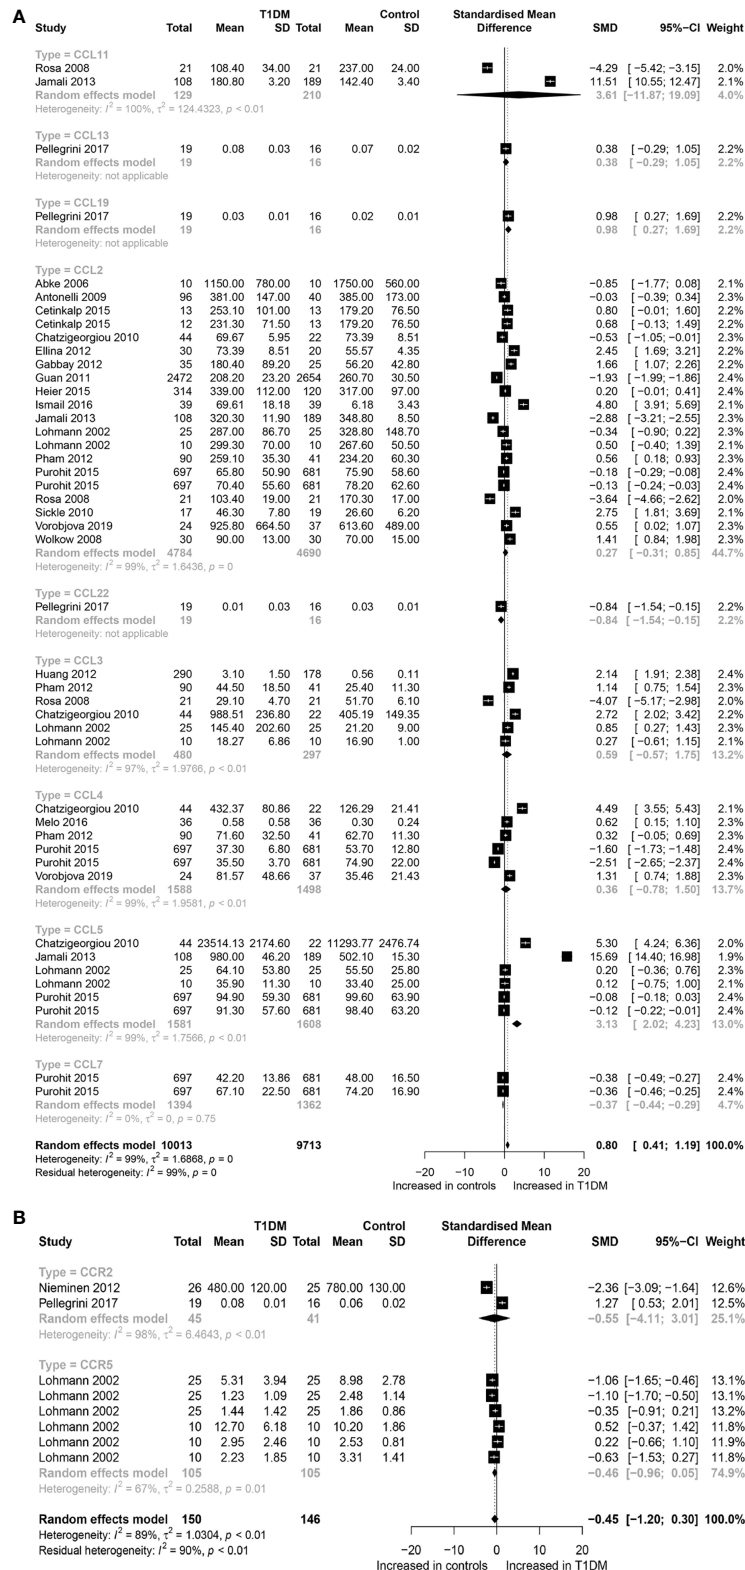 A
T1DM Control Standardised Mean
Study Total Mean SD Total Mean SD Difference SMD 95%−CI Weight
Type = CCL11
Rosa 2008 21 108.40 34.00 21 237.00 24.00 −4.29 [ −5.42; −3.15] 2.0%
Jamali 2013 108 180.80 3.20 189 142.40 3.40 11.51 [ 10.55; 12.47] 2.1%
Random effects model 129 210 3.61 [−11.87; 19.09] 4.0%
Heterogeneity: I² = 100%, τ² = 124.4323, p < 0.01
Type = CCL13
Pellegrini 2017 19 0.08 0.03 16 0.07 0.02 0.38 [ −0.29; 1.05] 2.2%
Random effects model 19 16 0.38 [ −0.29; 1.05] 2.2%
Heterogeneity: not applicable
Type = CCL19
Pellegrini 2017 19 0.03 0.01 16 0.02 0.01 0.98 [ 0.27; 1.69] 2.2%
Random effects model 19 16 0.98 [ 0.27; 1.69] 2.2%
Heterogeneity: not applicable
Type = CCL2
Abke 2006 10 1150.00 780.00 10 1750.00 560.00 −0.85 [ −1.77; 0.08] 2.1%
Antonelli 2009 96 381.00 147.00 40 385.00 173.00 −0.03 [ −0.39; 0.34] 2.3%
Cetinkalp 2015 13 253.10 101.00 13 179.20 76.50 0.80 [ −0.01; 1.60] 2.2%
Cetinkalp 2015 12 231.30 71.50 13 179.20 76.50 0.68 [ −0.13; 1.49] 2.2%
Chatzigeorgiou 2010 44 69.67 5.95 22 73.39 8.51 −0.53 [ −1.05; −0.01] 2.3%
Ellina 2012 30 73.39 8.51 20 55.57 4.35 2.45 [ 1.69; 3.21] 2.2%
Gabbay 2012 35 180.40 89.20 25 56.20 42.80 1.66 [ 1.07; 2.26] 2.2%
Guan 2011 2472 208.20 23.20 2654 260.70 30.50 −1.93 [ −1.99; −1.86] 2.4%
Heier 2015 314 339.00 112.00 120 317.00 97.00 0.20 [ −0.01; 0.41] 2.4%
Ismail 2016 39 69.61 18.18 39 6.18 3.43 4.80 [ 3.91; 5.69] 2.1%
Jamali 2013 108 320.30 11.90 189 348.80 8.50 −2.88 [ −3.21; −2.55] 2.4%
Lohmann 2002 25 287.00 86.70 25 328.80 148.70 −0.34 [ −0.90; 0.22] 2.3%
Lohmann 2002 10 299.30 70.00 10 267.60 50.50 0.50 [ −0.40; 1.39] 2.1%
Pham 2012 90 259.10 35.30 41 234.20 60.30 0.56 [ 0.18; 0.93] 2.3%
Purohit 2015 697 65.80 50.90 681 75.90 58.60 −0.18 [ −0.29; −0.08] 2.4%
Purohit 2015 697 70.40 55.60 681 78.20 62.60 −0.13 [ −0.24; −0.03] 2.4%
Rosa 2008 21 103.40 19.00 21 170.30 17.00 −3.64 [ −4.66; −2.62] 2.0%
Sickle 2010 17 46.30 7.80 19 26.60 6.20 2.75 [ 1.81; 3.69] 2.1%
Vorobjova 2019 24 925.80 664.50 37 613.60 489.00 0.55 [ 0.02; 1.07] 2.3%
Wolkow 2008 30 90.00 13.00 30 70.00 15.00 1.41 [ 0.84; 1.98] 2.3%
Random effects model 4784 4690 0.27 [ −0.31; 0.85] 44.7%
Heterogeneity: I² = 99%, τ² = 1.6436, p = 0
Type = CCL22
Pellegrini 2017 19 0.01 0.03 16 0.03 0.01 −0.84 [ −1.54; −0.15] 2.2%
Random effects model 19 16 −0.84 [ −1.54; −0.15] 2.2%
Heterogeneity: not applicable
Type = CCL3
Huang 2012 290 3.10 1.50 178 0.56 0.11 2.14 [ 1.91; 2.38] 2.4%
Pham 2012 90 44.50 18.50 41 25.40 11.30 1.14 [ 0.75; 1.54] 2.3%
Rosa 2008 21 29.10 4.70 21 51.70 6.10 −4.07 [ −5.17; −2.98] 2.0%
Chatzigeorgiou 2010 44 988.51 236.80 22 405.19 149.35 2.72 [ 2.02; 3.42] 2.2%
Lohmann 2002 25 145.40 202.60 25 21.20 9.00 0.85 [ 0.27; 1.43] 2.2%
Lohmann 2002 10 18.27 6.86 10 16.90 1.00 0.27 [ −0.61; 1.15] 2.1%
Random effects model 480 297 0.59 [ −0.57; 1.75] 13.2%
Heterogeneity: I² = 97%, τ² = 1.9766, p < 0.01
Type = CCL4
Chatzigeorgiou 2010 44 432.37 80.86 22 126.29 21.41 4.49 [ 3.55; 5.43] 2.1%
Melo 2016 36 0.58 0.58 36 0.30 0.24 0.62 [ 0.15; 1.10] 2.3%
Pham 2012 90 71.60 32.50 41 62.70 11.30 0.32 [ −0.05; 0.69] 2.3%
Purohit 2015 697 37.30 6.80 681 53.70 12.80 −1.60 [ −1.73; −1.48] 2.4%
Purohit 2015 697 35.50 3.70 681 74.90 22.00 −2.51 [ −2.65; −2.37] 2.4%
Vorobjova 2019 24 81.57 48.66 37 35.46 21.43 1.31 [ 0.74; 1.88] 2.3%
Random effects model 1588 1498 0.36 [ −0.78; 1.50] 13.7%
Heterogeneity: I² = 99%, τ² = 1.9581, p < 0.01
Type = CCL5
Chatzigeorgiou 2010 44 23514.13 2174.60 22 11293.77 2476.74 5.30 [ 4.24; 6.36] 2.0%
Jamali 2013 108 980.00 46.20 189 502.10 15.30 15.69 [ 14.40; 16.98] 1.9%
Lohmann 2002 25 64.10 53.80 25 55.50 25.80 0.20 [ −0.36; 0.76] 2.3%
Lohmann 2002 10 35.90 11.30 10 33.40 25.00 0.12 [ −0.75; 1.00] 2.1%
Purohit 2015 697 94.90 59.30 681 99.60 63.90 −0.08 [ −0.18; 0.03] 2.4%
Purohit 2015 697 91.30 57.60 681 98.40 63.20 −0.12 [ −0.22; −0.01] 2.4%
Random effects model 1581 1608 3.13 [ 2.02; 4.23] 13.0%
Heterogeneity: I² = 99%, τ² = 1.7566, p < 0.01
Type = CCL7
Purohit 2015 697 42.20 13.86 681 48.00 16.50 −0.38 [ −0.49; −0.27] 2.4%
Purohit 2015 697 67.10 22.50 681 74.20 16.90 −0.36 [ −0.46; −0.25] 2.4%
Random effects model 1394 1362 −0.37 [ −0.44; −0.29] 4.7%
Heterogeneity: I² = 0%, τ² = 0, p = 0.75
Random effects model 10013 9713 0.80 [ 0.41; 1.19] 100.0%
Heterogeneity: I² = 99%, τ² = 1.6868, p = 0
Residual heterogeneity: I² = 99%, p = 0
−20 −10 0 10 20
Increased in controls Increased in T1DM
B
T1DM Control Standardised Mean
Study Total Mean SD Total Mean SD Difference SMD 95%−CI Weight
Type = CCR2
Nieminen 2012 26 480.00 120.00 25 780.00 130.00 −2.36 [−3.09; −1.64] 12.6%
Pellegrini 2017 19 0.08 0.01 16 0.06 0.02 1.27 [ 0.53; 2.01] 12.5%
Random effects model 45 41 −0.55 [−4.11; 3.01] 25.1%
Heterogeneity: I² = 98%, τ² = 6.4643, p < 0.01
Type = CCR5
Lohmann 2002 25 5.31 3.94 25 8.98 2.78 −1.06 [−1.65; −0.46] 13.1%
Lohmann 2002 25 1.23 1.09 25 2.48 1.14 −1.10 [−1.70; −0.50] 13.1%
Lohmann 2002 25 1.44 1.42 25 1.86 0.86 −0.35 [−0.91; 0.21] 13.2%
Lohmann 2002 10 12.70 6.18 10 10.20 1.86 0.52 [−0.37; 1.42] 11.8%
Lohmann 2002 10 2.95 2.46 10 2.53 0.81 0.22 [−0.66; 1.10] 11.9%
Lohmann 2002 10 2.23 1.85 10 3.31 1.41 −0.63 [−1.53; 0.27] 11.8%
Random effects model 105 105 −0.46 [−0.96; 0.05] 74.9%
Heterogeneity: I² = 67%, τ² = 0.2588, p = 0.01
Random effects model 150 146 −0.45 [−1.20; 0.30] 100.0%
Heterogeneity: I² = 89%, τ² = 1.0304, p < 0.01
Residual heterogeneity: I² = 90%, p < 0.01
−20 −10 0 10 20
Increased in controls Increased in T1DM